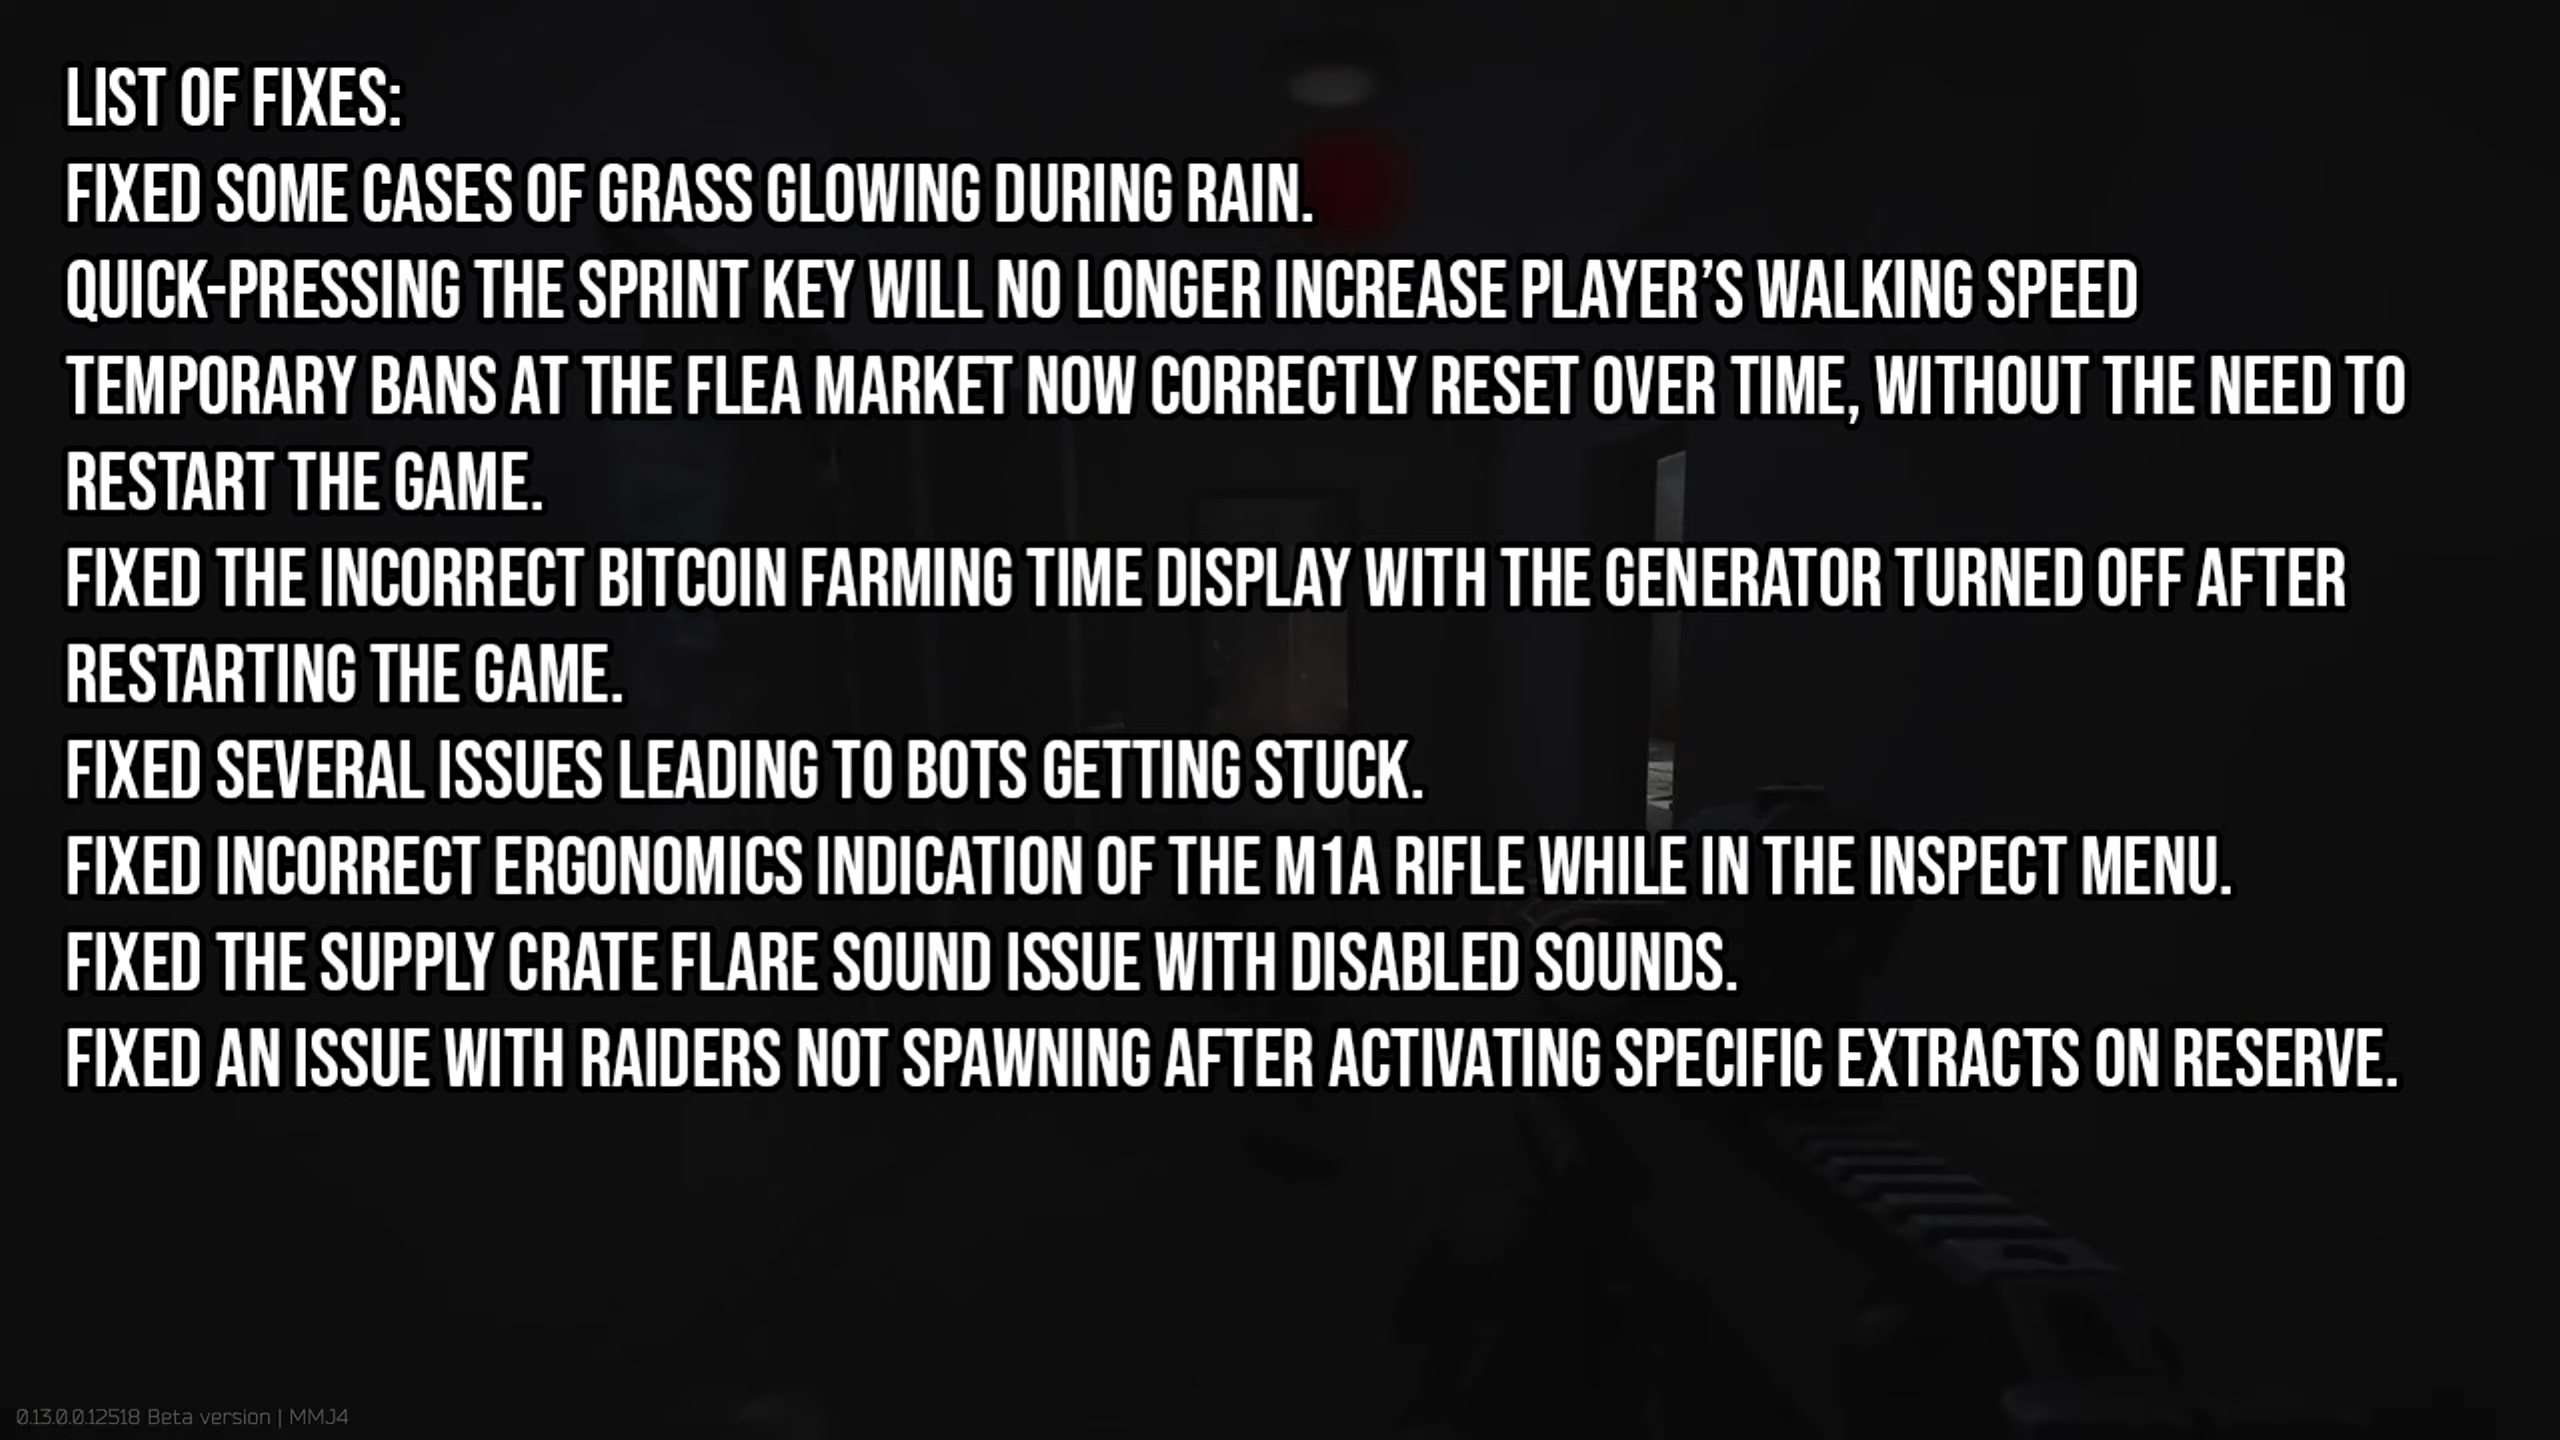 LIST OF FIXES:
FIXED SOME CASES OF GRASS GLOWING DURING RAIN.
QUICK-PRESSING THE SPRINT KEY WILL NO LONGER INCREASE PLAYER’S WALKING SPEED
TEMPORARY BANS AT THE FLEA MARKET NOW CORRECTLY RESET OVER TIME, WITHOUT THE NEED TO
RESTART THE GAME.
FIXED THE INCORRECT BITCOIN FARMING TIME DISPLAY WITH THE GENERATOR TURNED OFF AFTER
RESTARTING THE GAME.
FIXED SEVERAL ISSUES LEADING TO BOTS GETTING STUCK.
FIXED INCORRECT ERGONOMICS INDICATION OF THE M1A RIFLE WHILE IN THE INSPECT MENU.
FIXED THE SUPPLY CRATE FLARE SOUND ISSUE WITH DISABLED SOUNDS.
FIXED AN ISSUE WITH RAIDERS NOT SPAWNING AFTER ACTIVATING SPECIFIC EXTRACTS ON RESERVE.
0.13.0.0.12518 Beta version | MMJ4